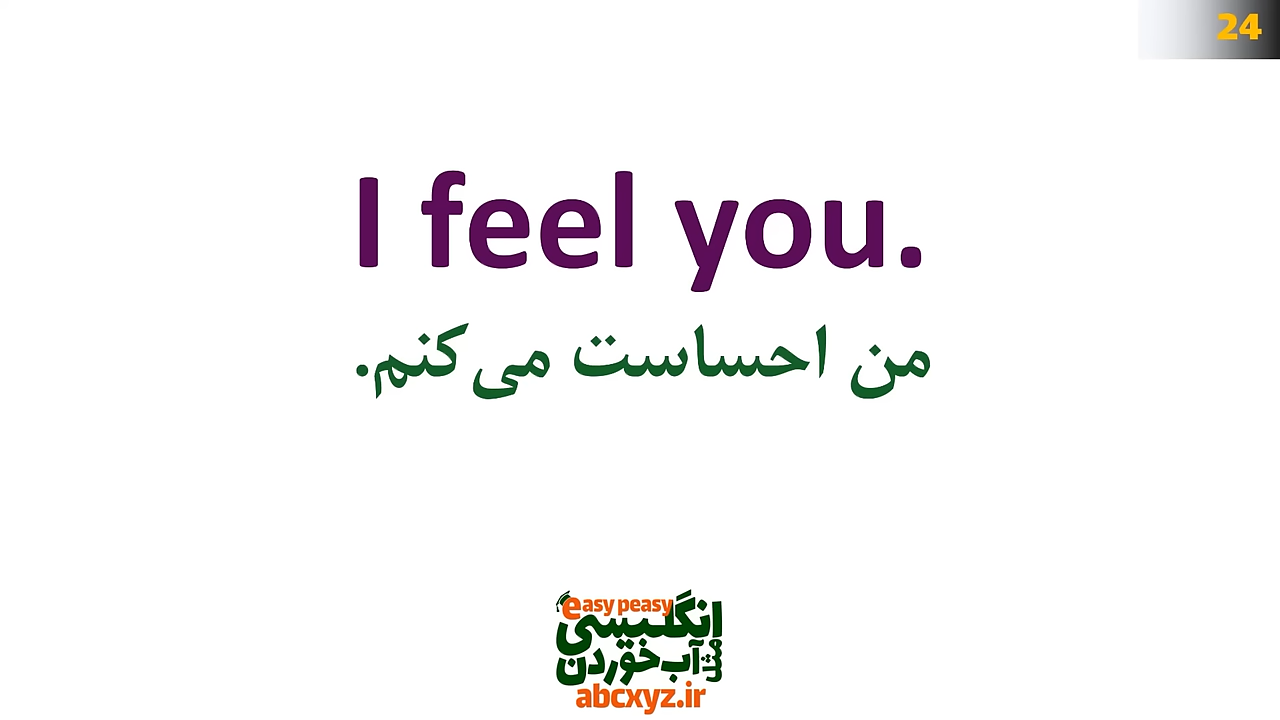 24
I feel you.
من احساست می‌کنم.
easy peasy
انگلیسی
مثل آب خوردن
abcxyz.ir